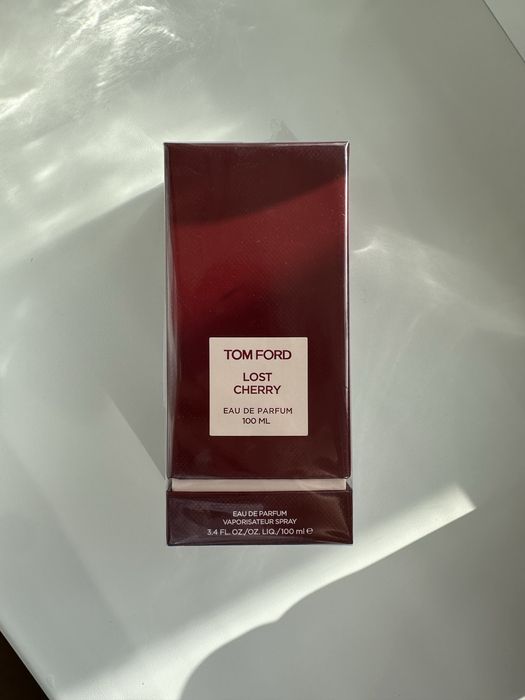 TOM FORD
LOST
CHERRY
EAU DE PARFUM
100 ML
EAU DE PARFUM
VAPORISATEUR SPRAY
3.4 FL. OZ./OZ. LIQ./100 ml ℮